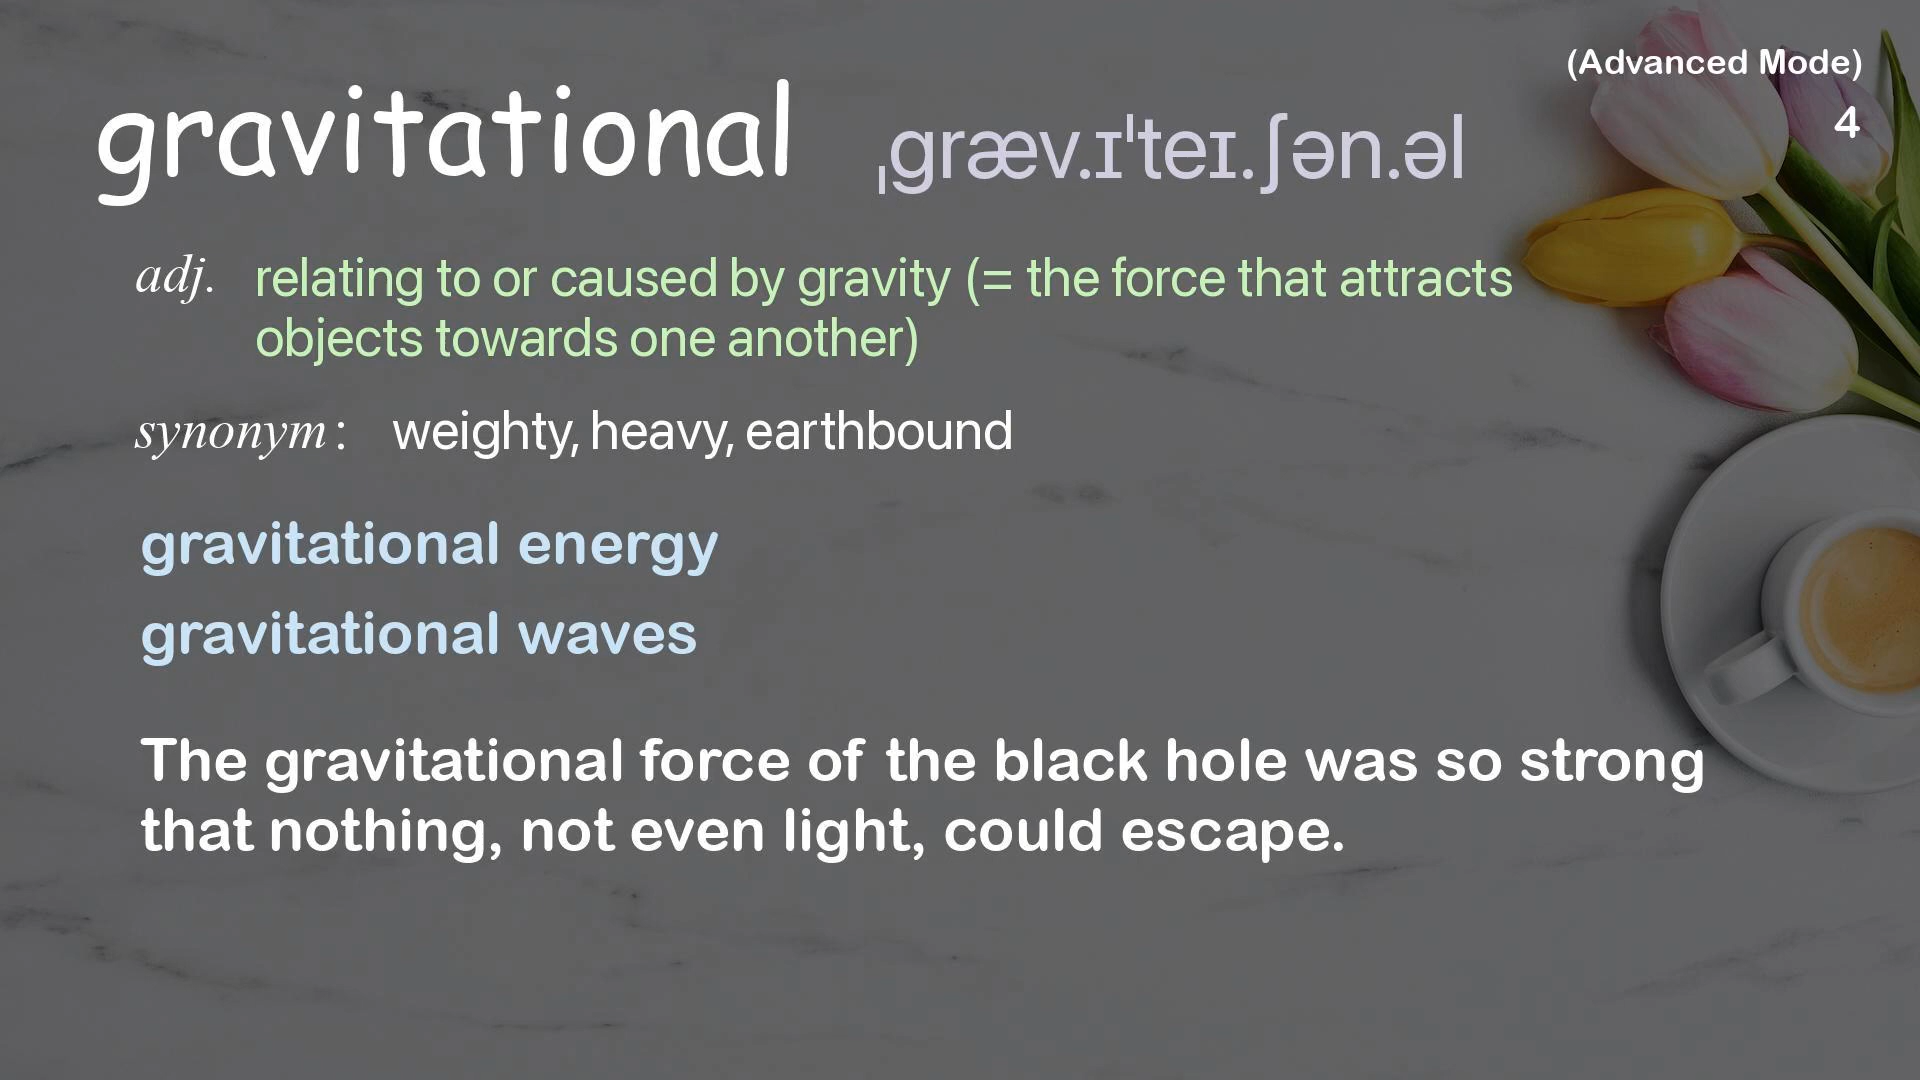 (Advanced Mode)
4
gravitational ˌɡræv.ɪˈteɪ.ʃən.əl
adj. relating to or caused by gravity (= the force that attracts
objects towards one another)
synonym: weighty, heavy, earthbound
gravitational energy
gravitational waves
The gravitational force of the black hole was so strong
that nothing, not even light, could escape.